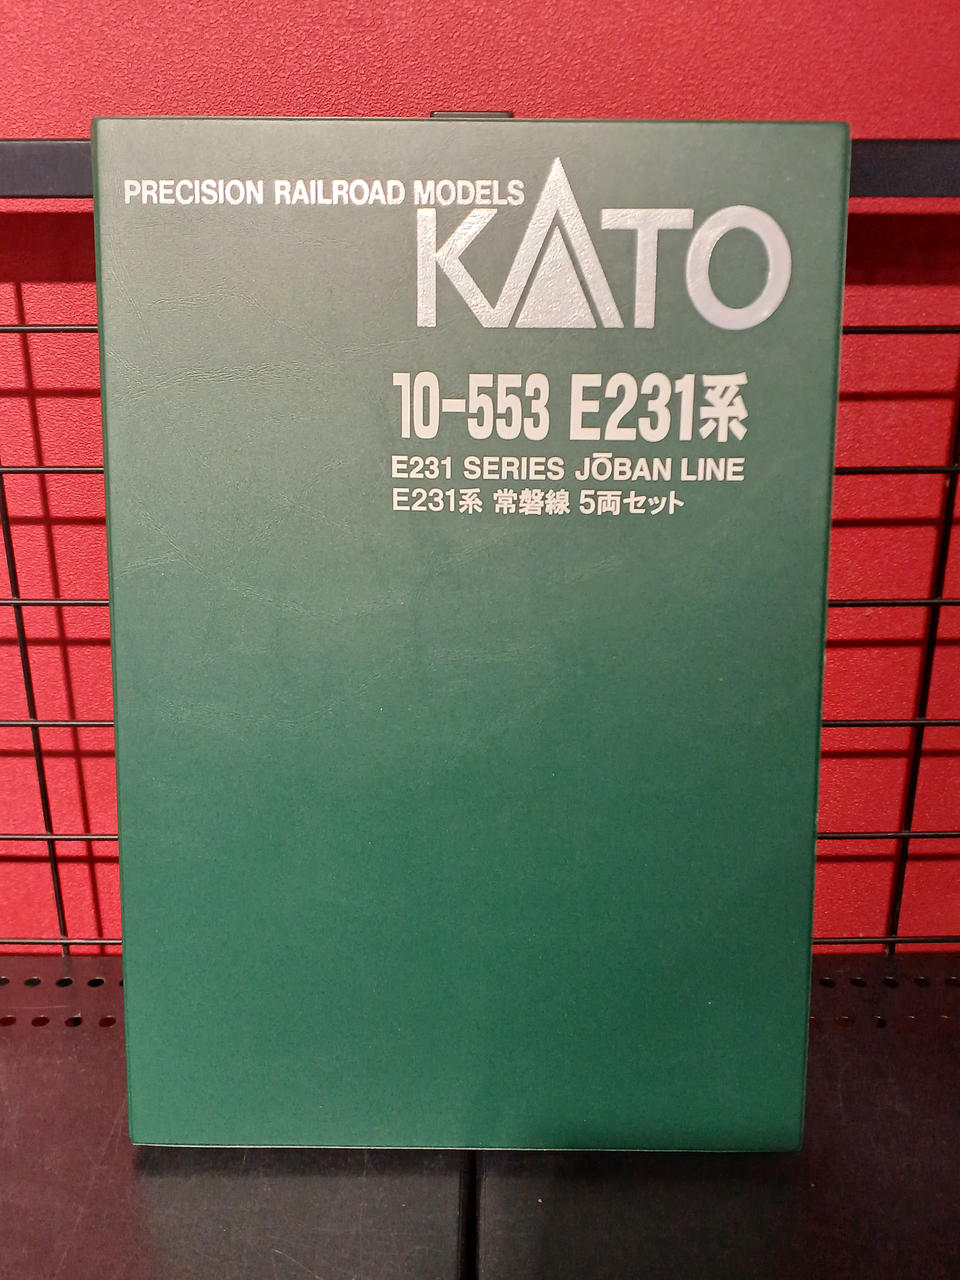 PRECISION RAILROAD MODELS
KATO
10-553 E231系
E231 SERIES JŌBAN LINE
E231系 常磐線 5両セット